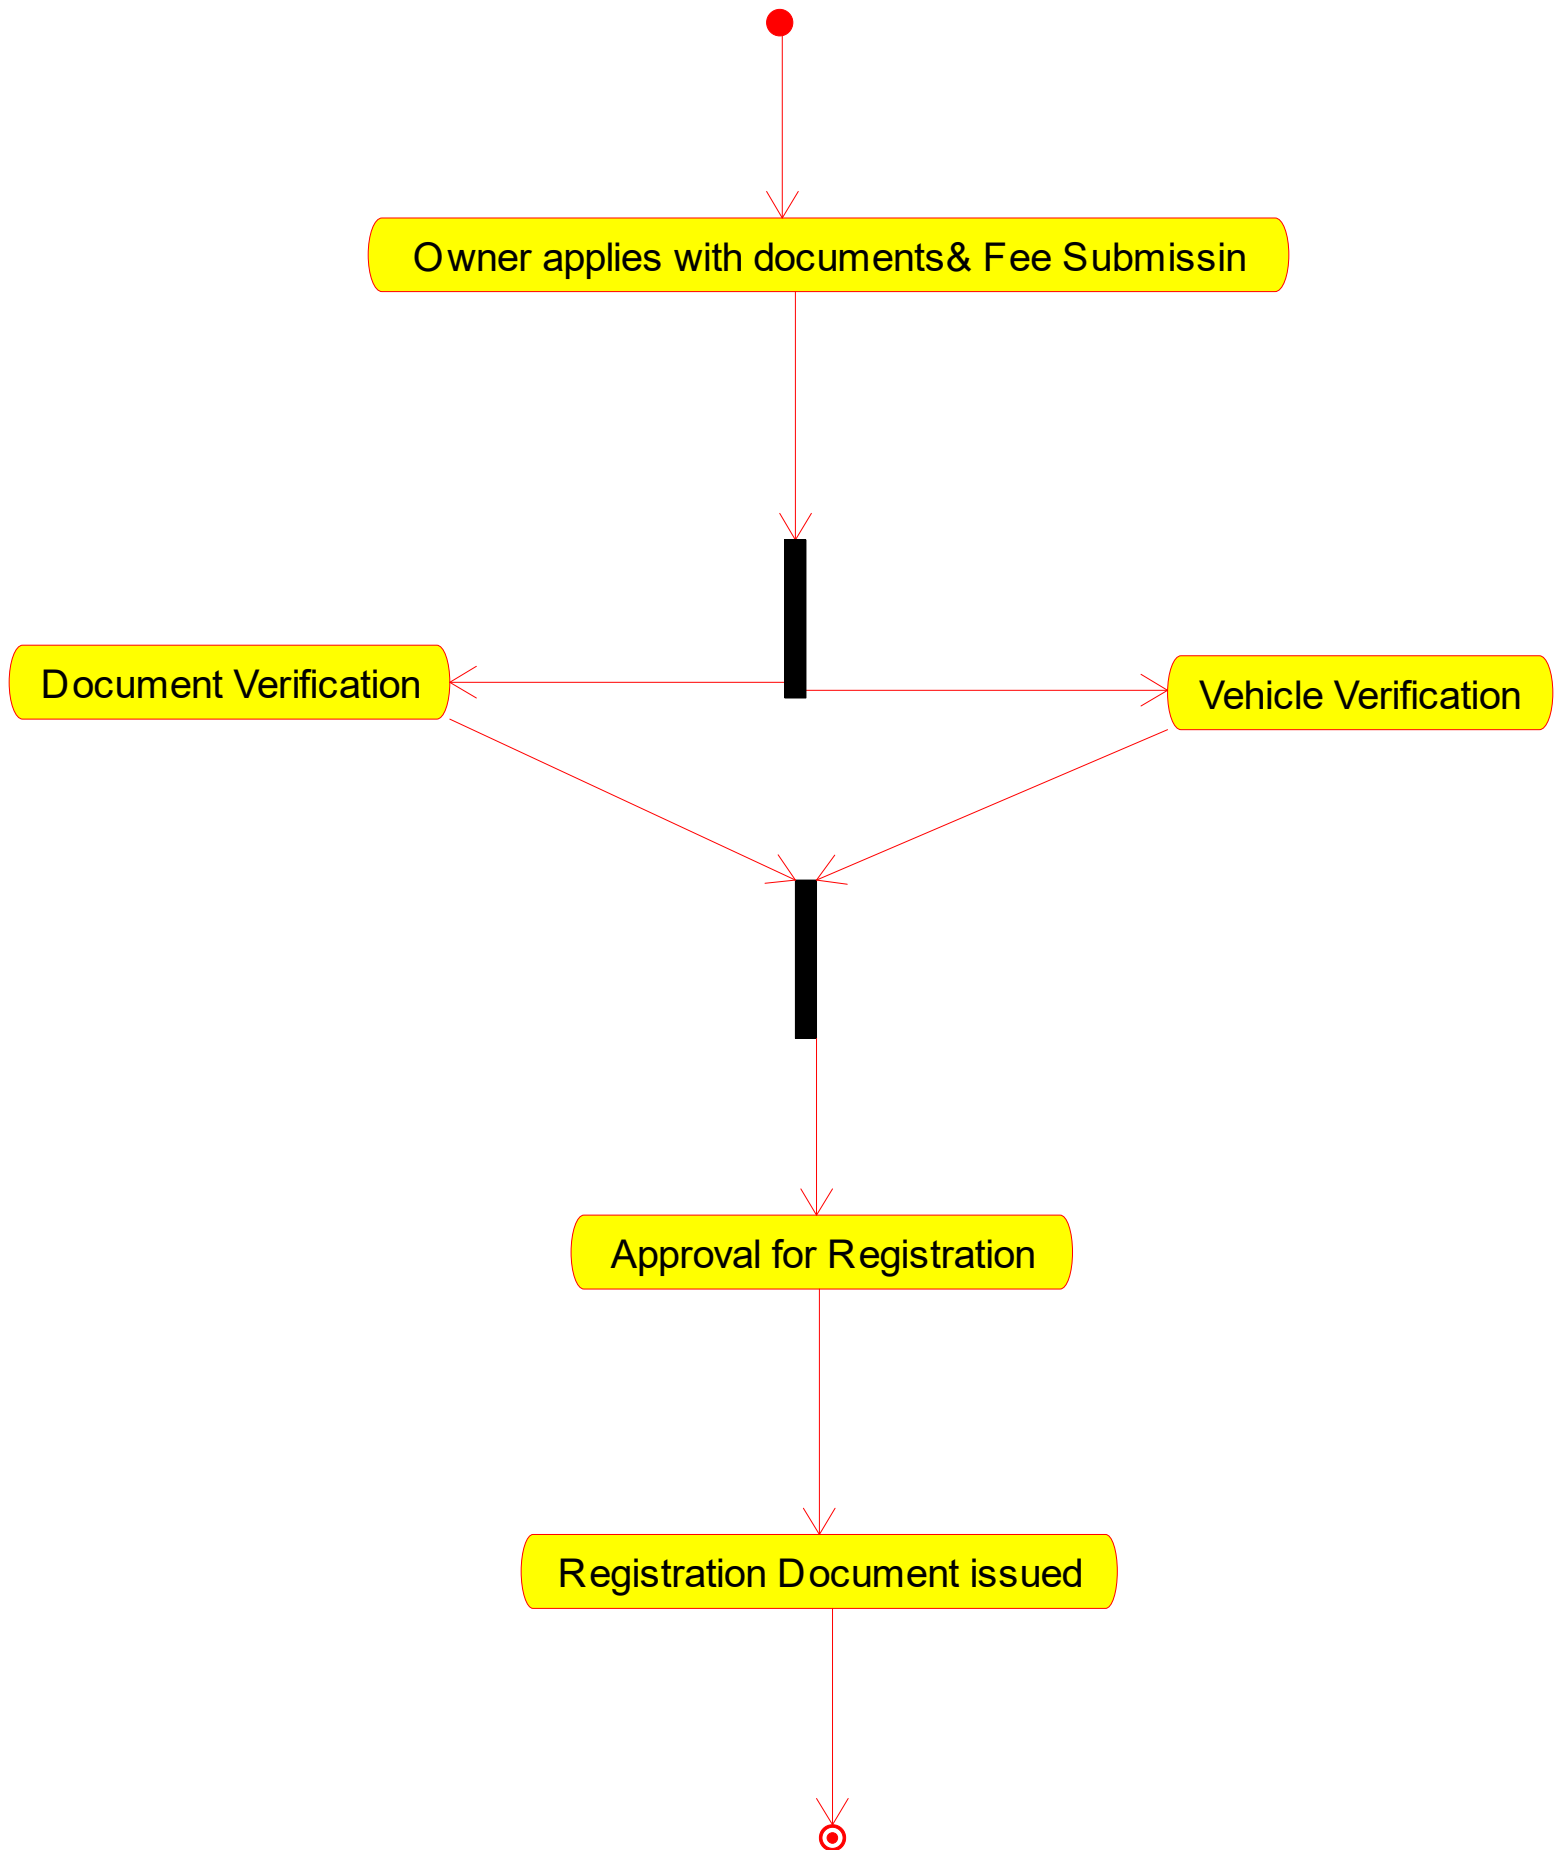 Owner applies with documents& Fee Submissin
Document Verification
Vehicle Verification
Approval for Registration
Registration Document issued